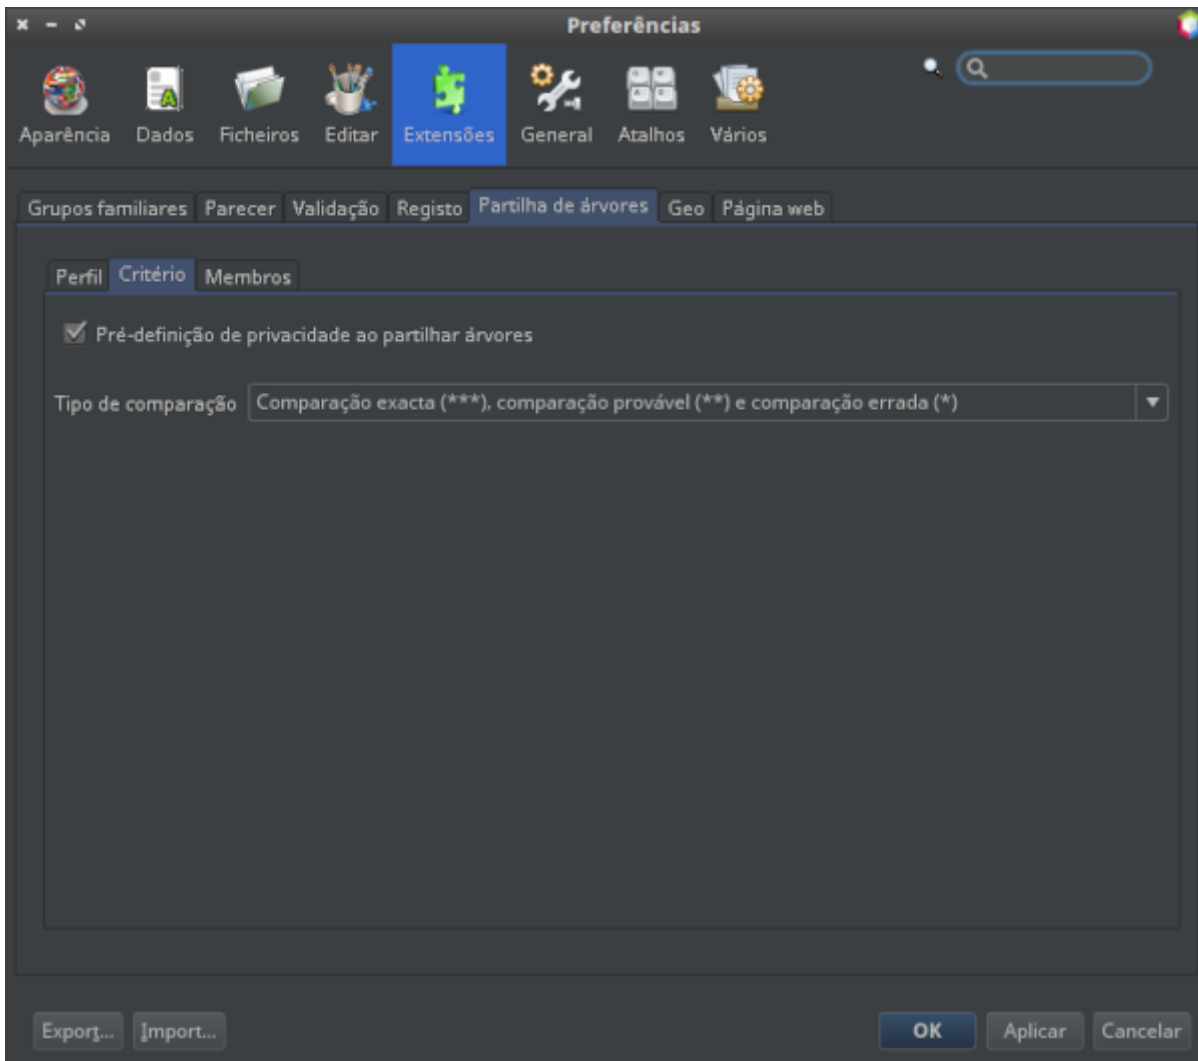 Preferências
Aparência Dados Ficheiros Editar Extensões General Atalhos Vários
Grupos familiares Parecer Validação Registo Partilha de árvores Geo Página web
Perfil Critério Membros
Pré-definição de privacidade ao partilhar árvores
Tipo de comparação Comparação exacta (***), comparação provável (**) e comparação errada (*)
Export... Import... OK Aplicar Cancelar